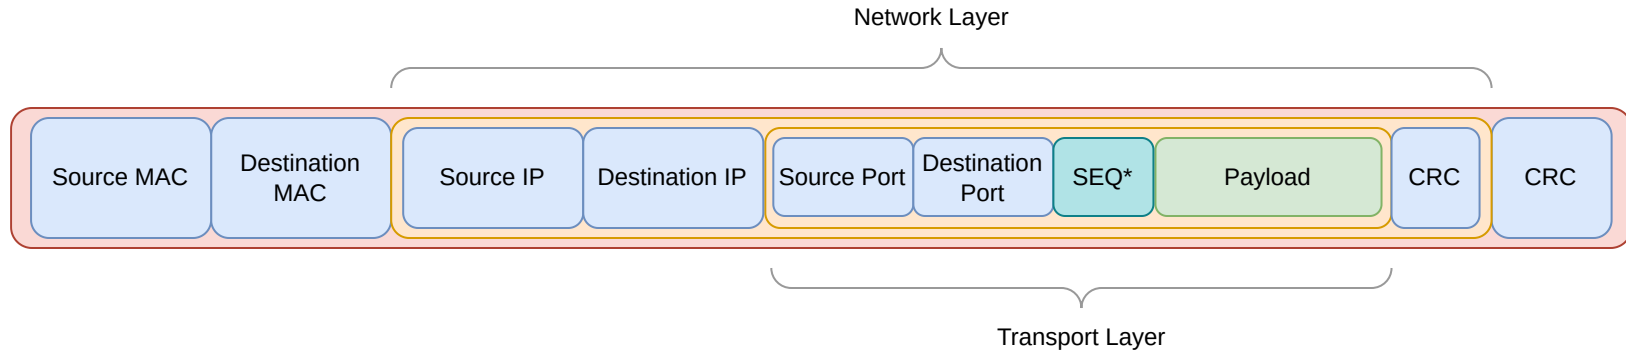 Network Layer
Source MAC
Destination
MAC
Source IP
Destination IP
Source Port
Destination
Port
SEQ*
Payload
CRC
CRC
Transport Layer